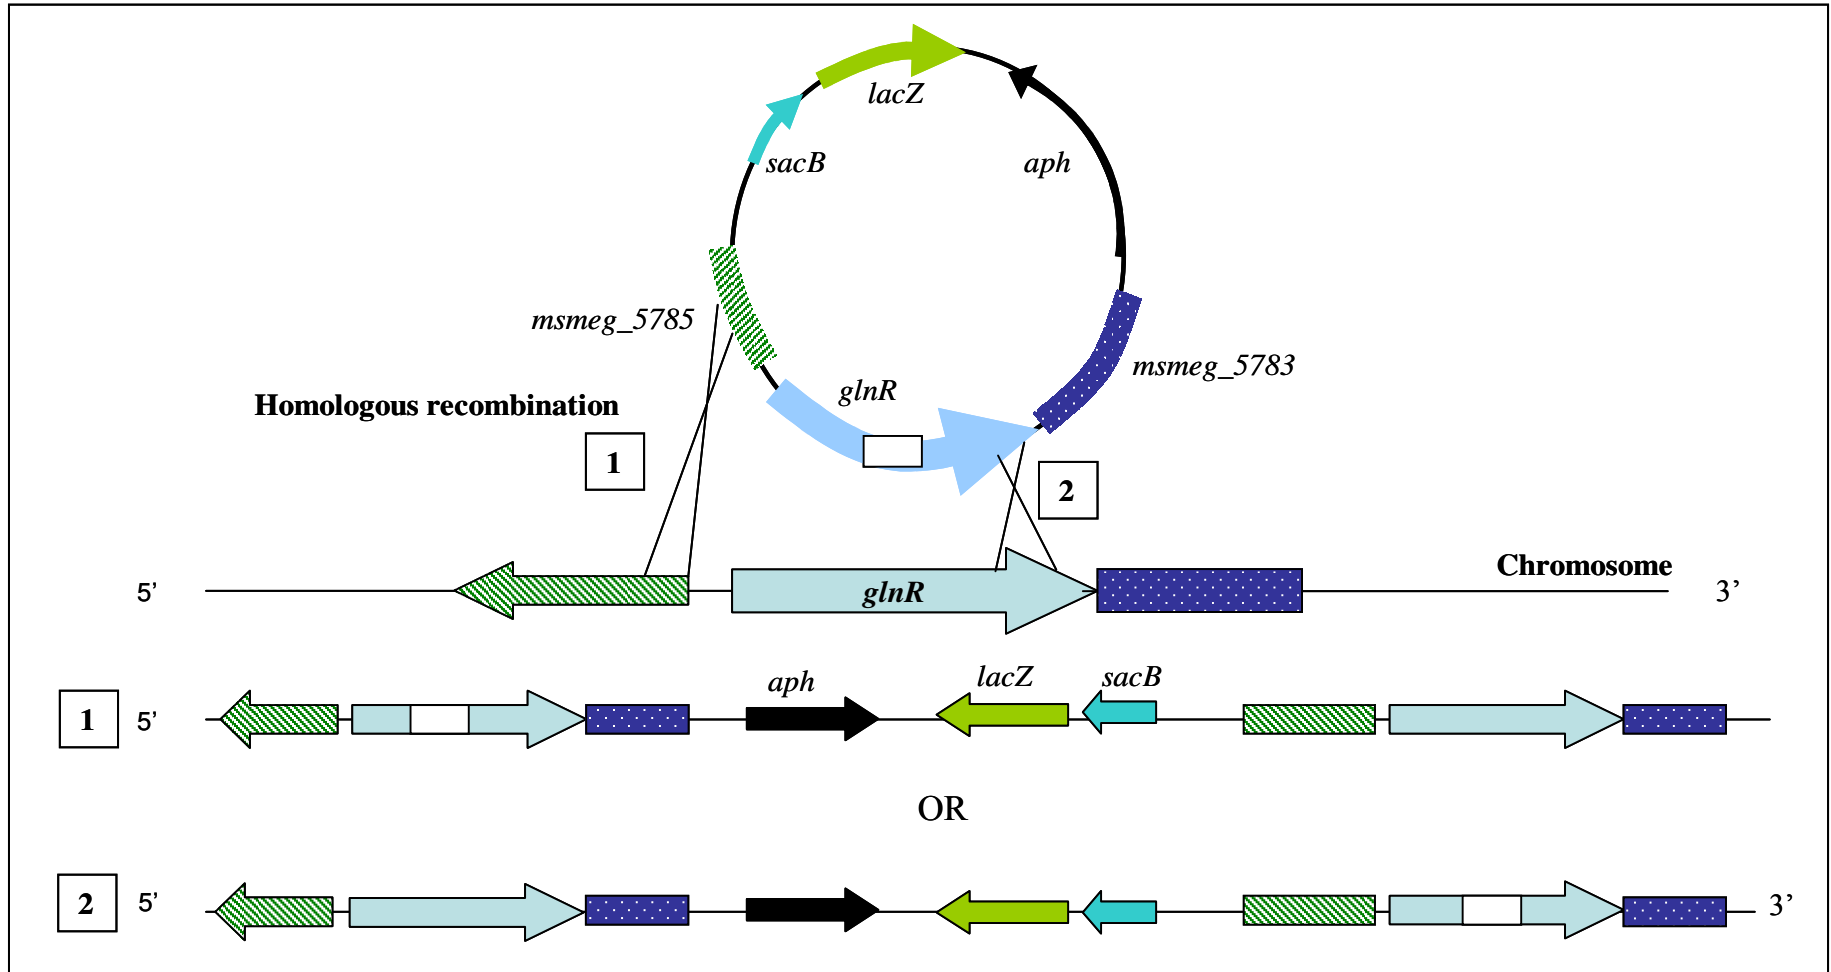 lacZ
sacB
aph
msmeg_5785
msmeg_5783
glnR
Homologous recombination
1
2
Chromosome
5’
glnR
3’
aph
lacZ
sacB
1
5’
OR
2
5’
3’